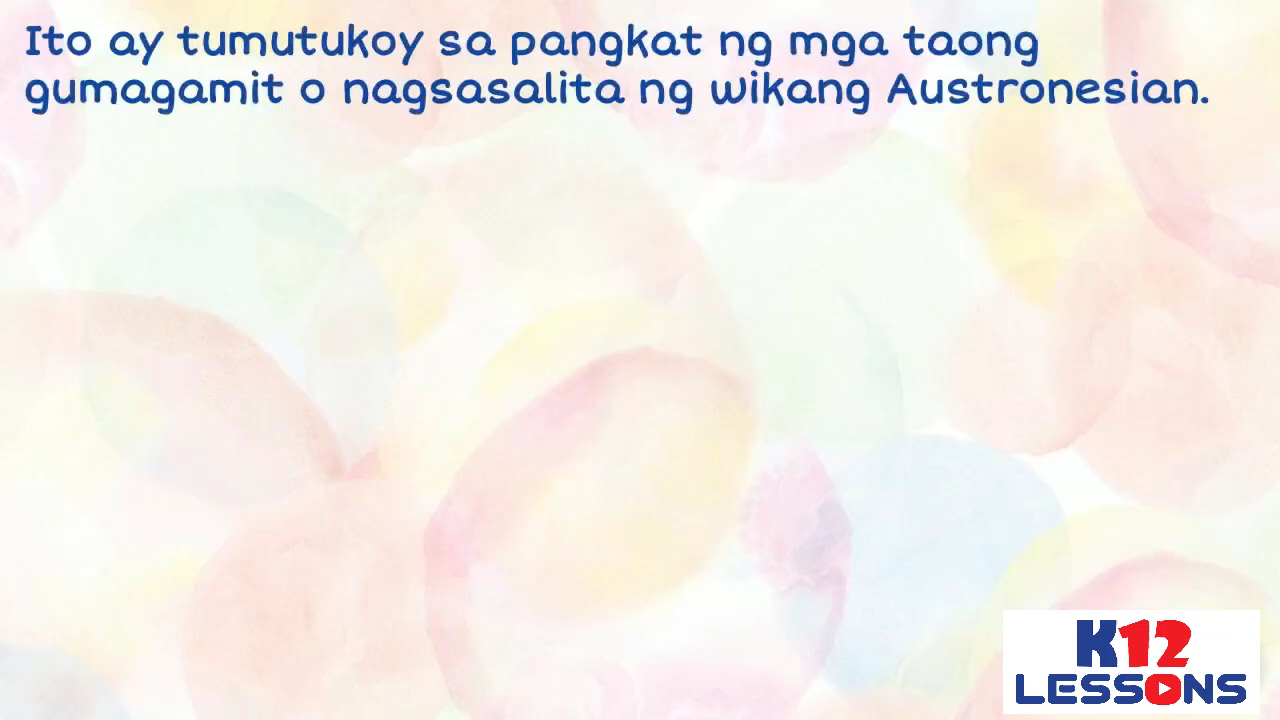 Ito ay tumutukoy sa pangkat ng mga taong
gumagamit o nagsasalita ng wikang Austronesian.
K12
LESSONS